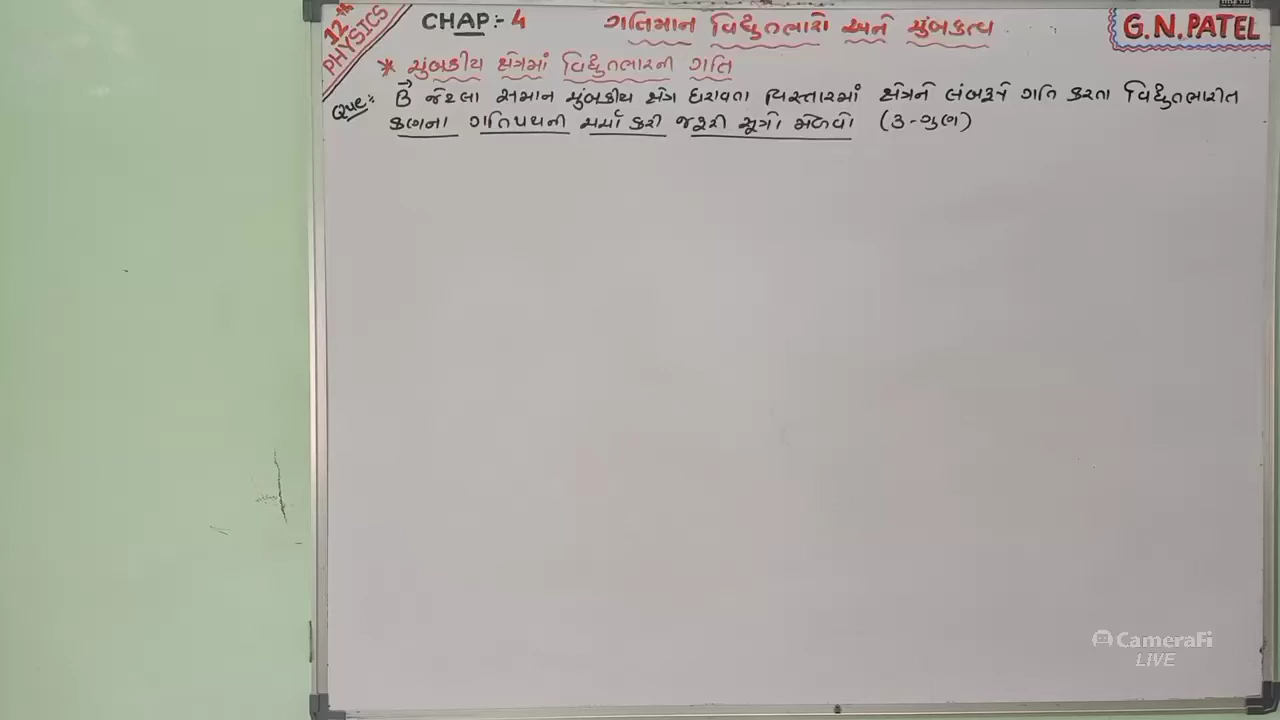 12th PHYSICS
CHAP:- 4 ગતિમાન વિદ્યુતભારો અને ચુંબકત્વ
G.N. PATEL
* ચુંબકીય ક્ષેત્રમાં વિદ્યુતભારની ગતિ
Que:- B⃗ જેટલા સમાન ચુંબકીય ક્ષેત્ર ધરાવતા વિસ્તારમાં ક્ષેત્રને લંબરૂપે ગતિ કરતા વિદ્યુતભારીત
કણના ગતિપથની ચર્ચા કરી જરૂરી સૂત્રો મેળવો (૩-ગુણ)
CameraFi
LIVE